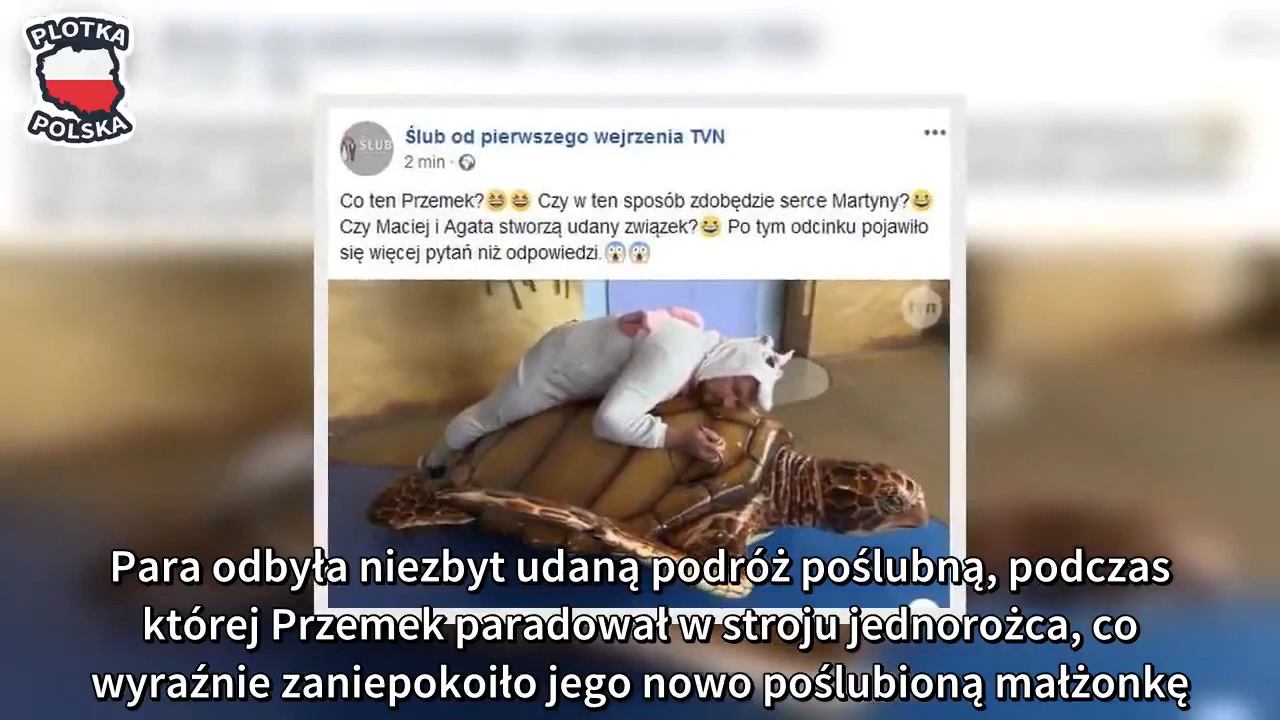 PLOTKA
POLSKA
ŚLUB
Ślub od pierwszego wejrzenia TVN
2 min
Co ten Przemek?😆😆 Czy w ten sposób zdobędzie serce Martyny?😀
Czy Maciej i Agata stworzą udany związek?😀 Po tym odcinku pojawiło
się więcej pytań niż odpowiedzi.😱😱
tvn
Para odbyła niezbyt udaną podróż poślubną, podczas
której Przemek paradował w stroju jednorożca, co
wyraźnie zaniepokoiło jego nowo poślubioną małżonkę